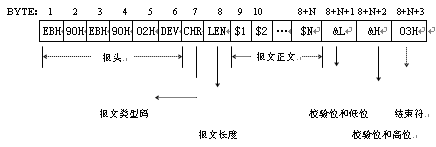 BYTE: 1 2 3 4 5 6 7 8 9 10 8+N 8+N+1 8+N+2 8+N+3
EBH 90H EBH 90H 02H DEV CHR LEN $1 $2 … $N &L &H 03H
报头 报文正文
报文类型码 校验位和低位 结束符
报文长度 校验位和高位